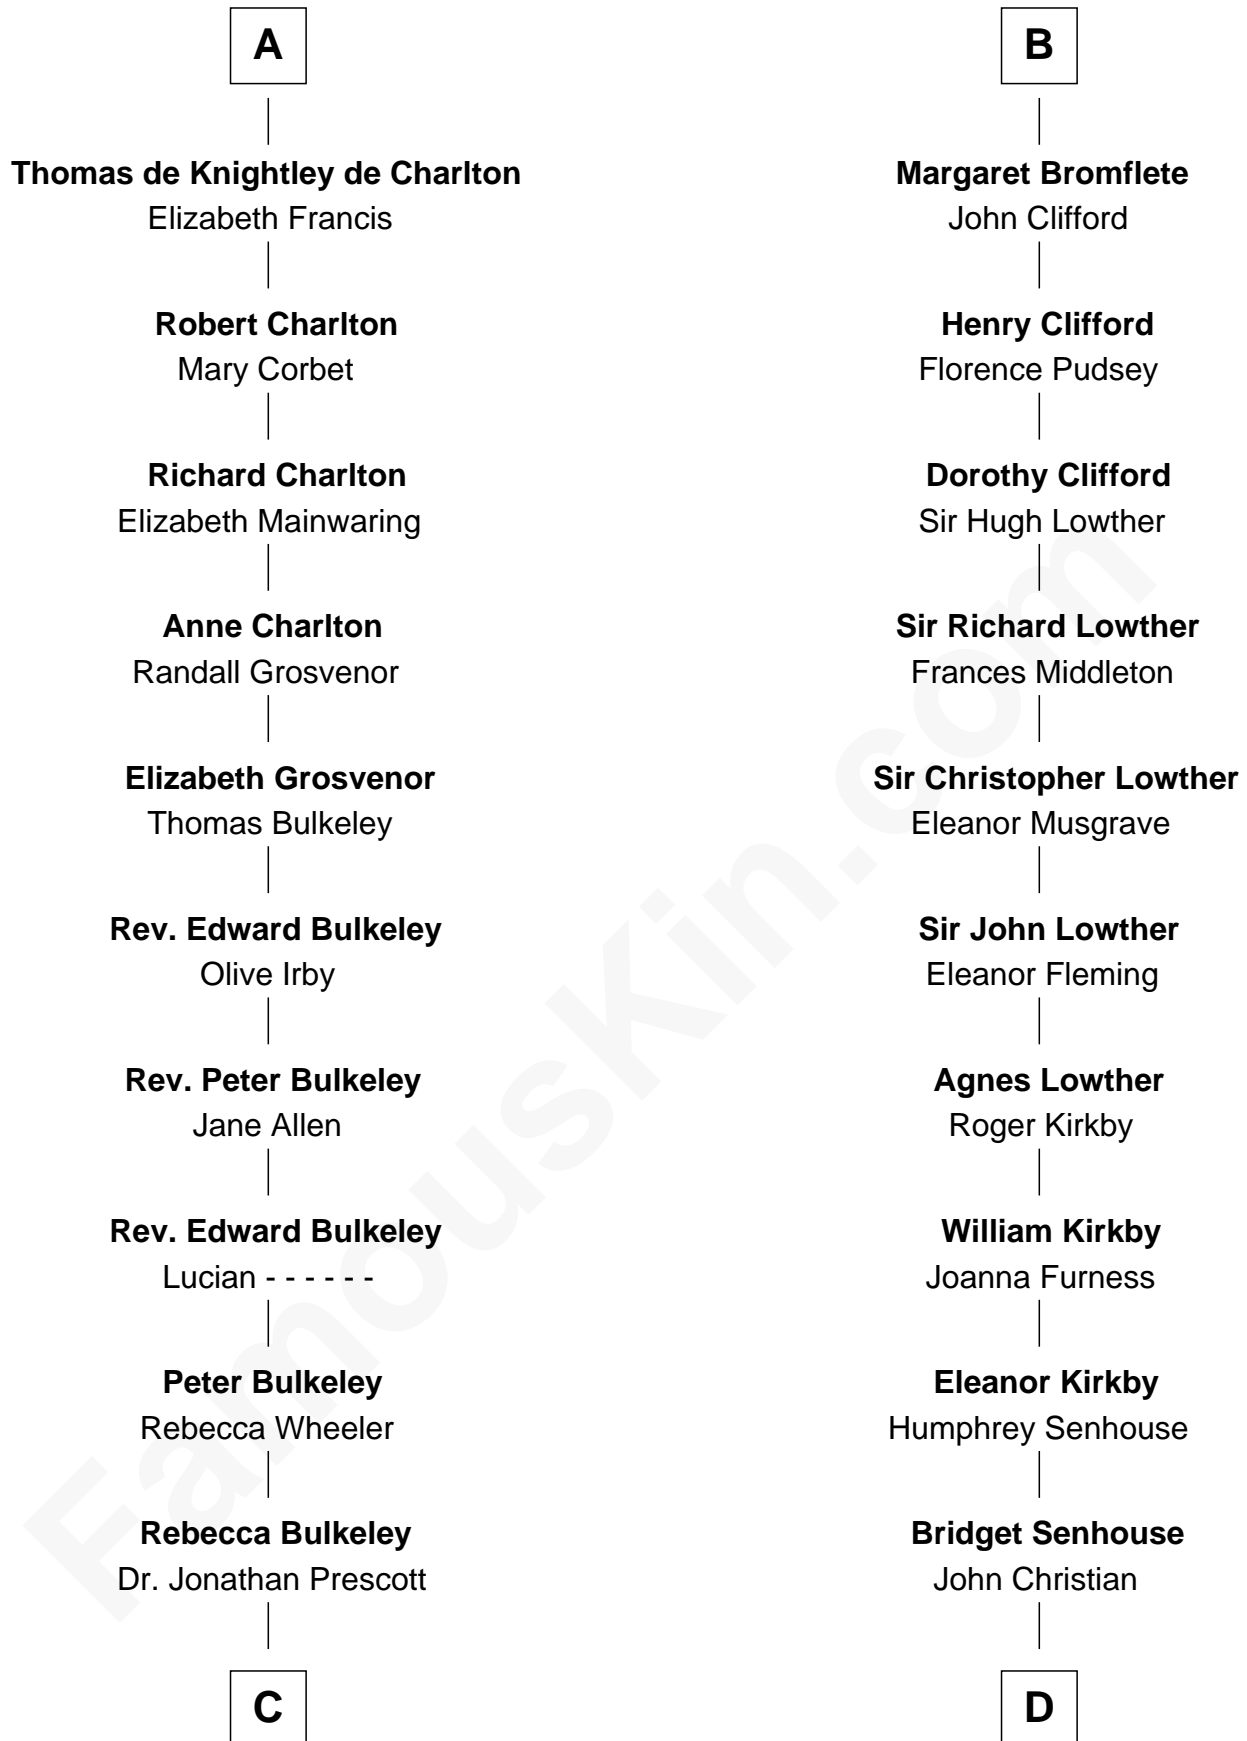 A
Thomas de Knightley de Charlton
Elizabeth Francis
Robert Charlton
Mary Corbet
Richard Charlton
Elizabeth Mainwaring
Anne Charlton
Randall Grosvenor
Elizabeth Grosvenor
Thomas Bulkeley
Rev. Edward Bulkeley
Olive Irby
Rev. Peter Bulkeley
Jane Allen
Rev. Edward Bulkeley
Lucian - - - - - -
Peter Bulkeley
Rebecca Wheeler
Rebecca Bulkeley
Dr. Jonathan Prescott
C
B
Margaret Bromflete
John Clifford
Henry Clifford
Florence Pudsey
Dorothy Clifford
Sir Hugh Lowther
Sir Richard Lowther
Frances Middleton
Sir Christopher Lowther
Eleanor Musgrave
Sir John Lowther
Eleanor Fleming
Agnes Lowther
Roger Kirkby
William Kirkby
Joanna Furness
Eleanor Kirkby
Humphrey Senhouse
Bridget Senhouse
John Christian
D
FamousKin.com